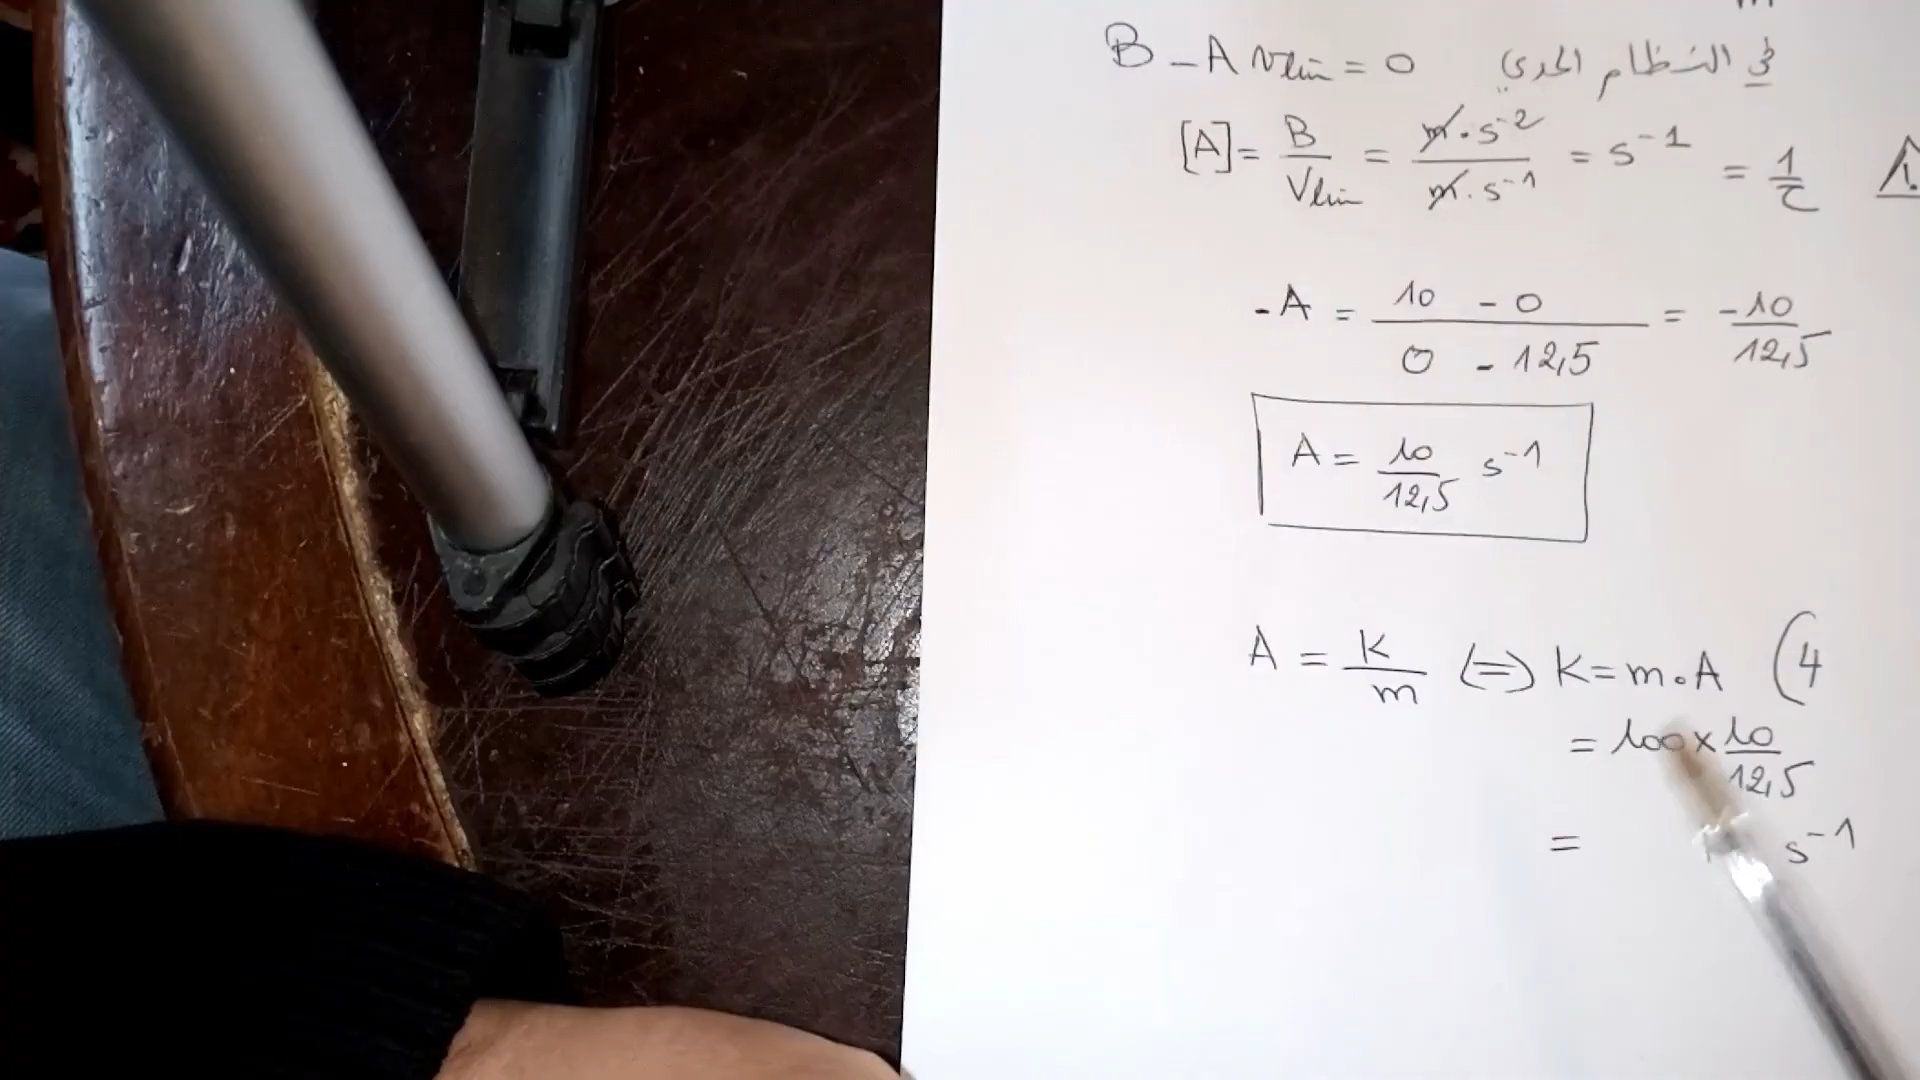 B - A Vlim = 0 في النظام الحدي
[A] = B/Vlim = m·s⁻²/m·s⁻¹ = s⁻¹ = 1/τ
-A = 10 - 0 / 0 - 12,5 = -10/12,5
A = 10/12,5 s⁻¹
A = K/m ⇔ K = m·A (4
= 100 × 10/12,5
= s⁻¹